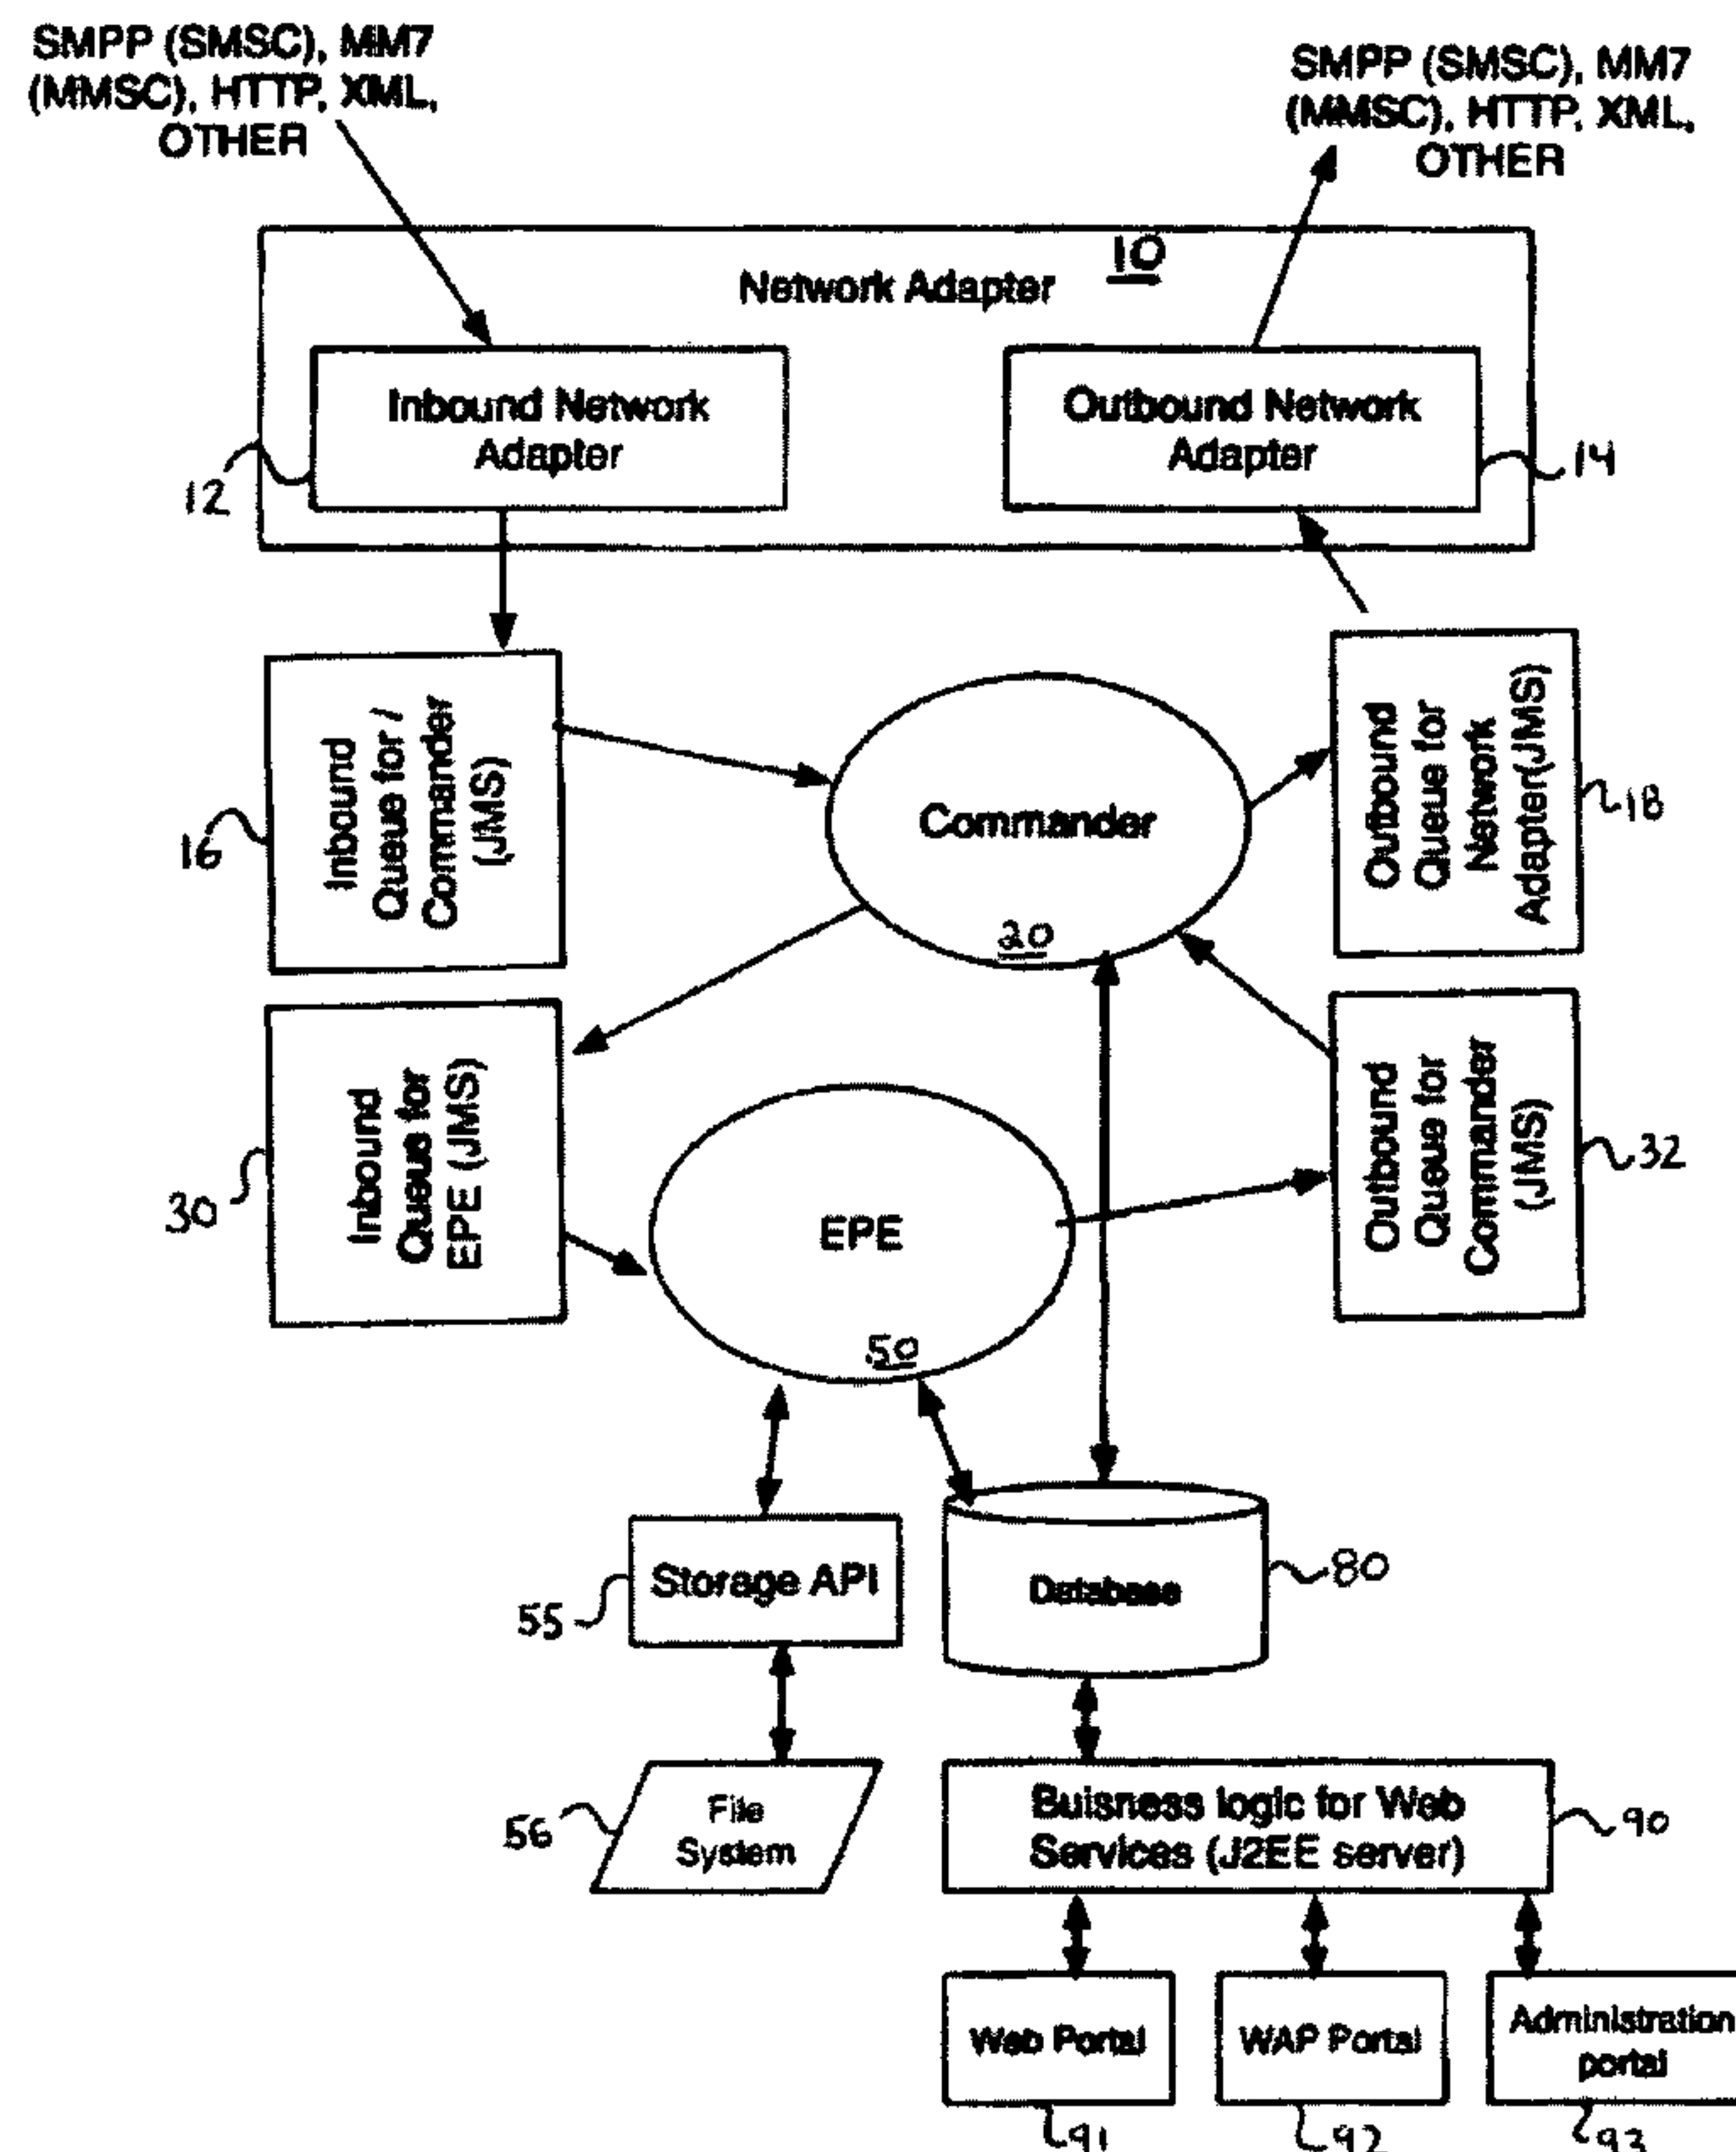 SMPP (SMSC), MM7
(MMSC), HTTP, XML,
OTHER
SMPP (SMSC), MM7
(MMSC), HTTP, XML,
OTHER
Network Adapter
10
Inbound Network
Adapter
Outbound Network
Adapter
12
14
Inbound
Queue for /
Commander
(JMS)
16
Commander
20
Outbound
Queue for
Network
Adapter(JMS)
18
Inbound
Queue for
EPE (JMS)
30
EPE
50
Outbound
Queue for
Commander
(JMS)
32
Storage API
55
Database
80
File
System
56
Buisness logic for Web
Services (J2EE server)
90
Web Portal
WAP Portal
Administration
portal
91
92
93